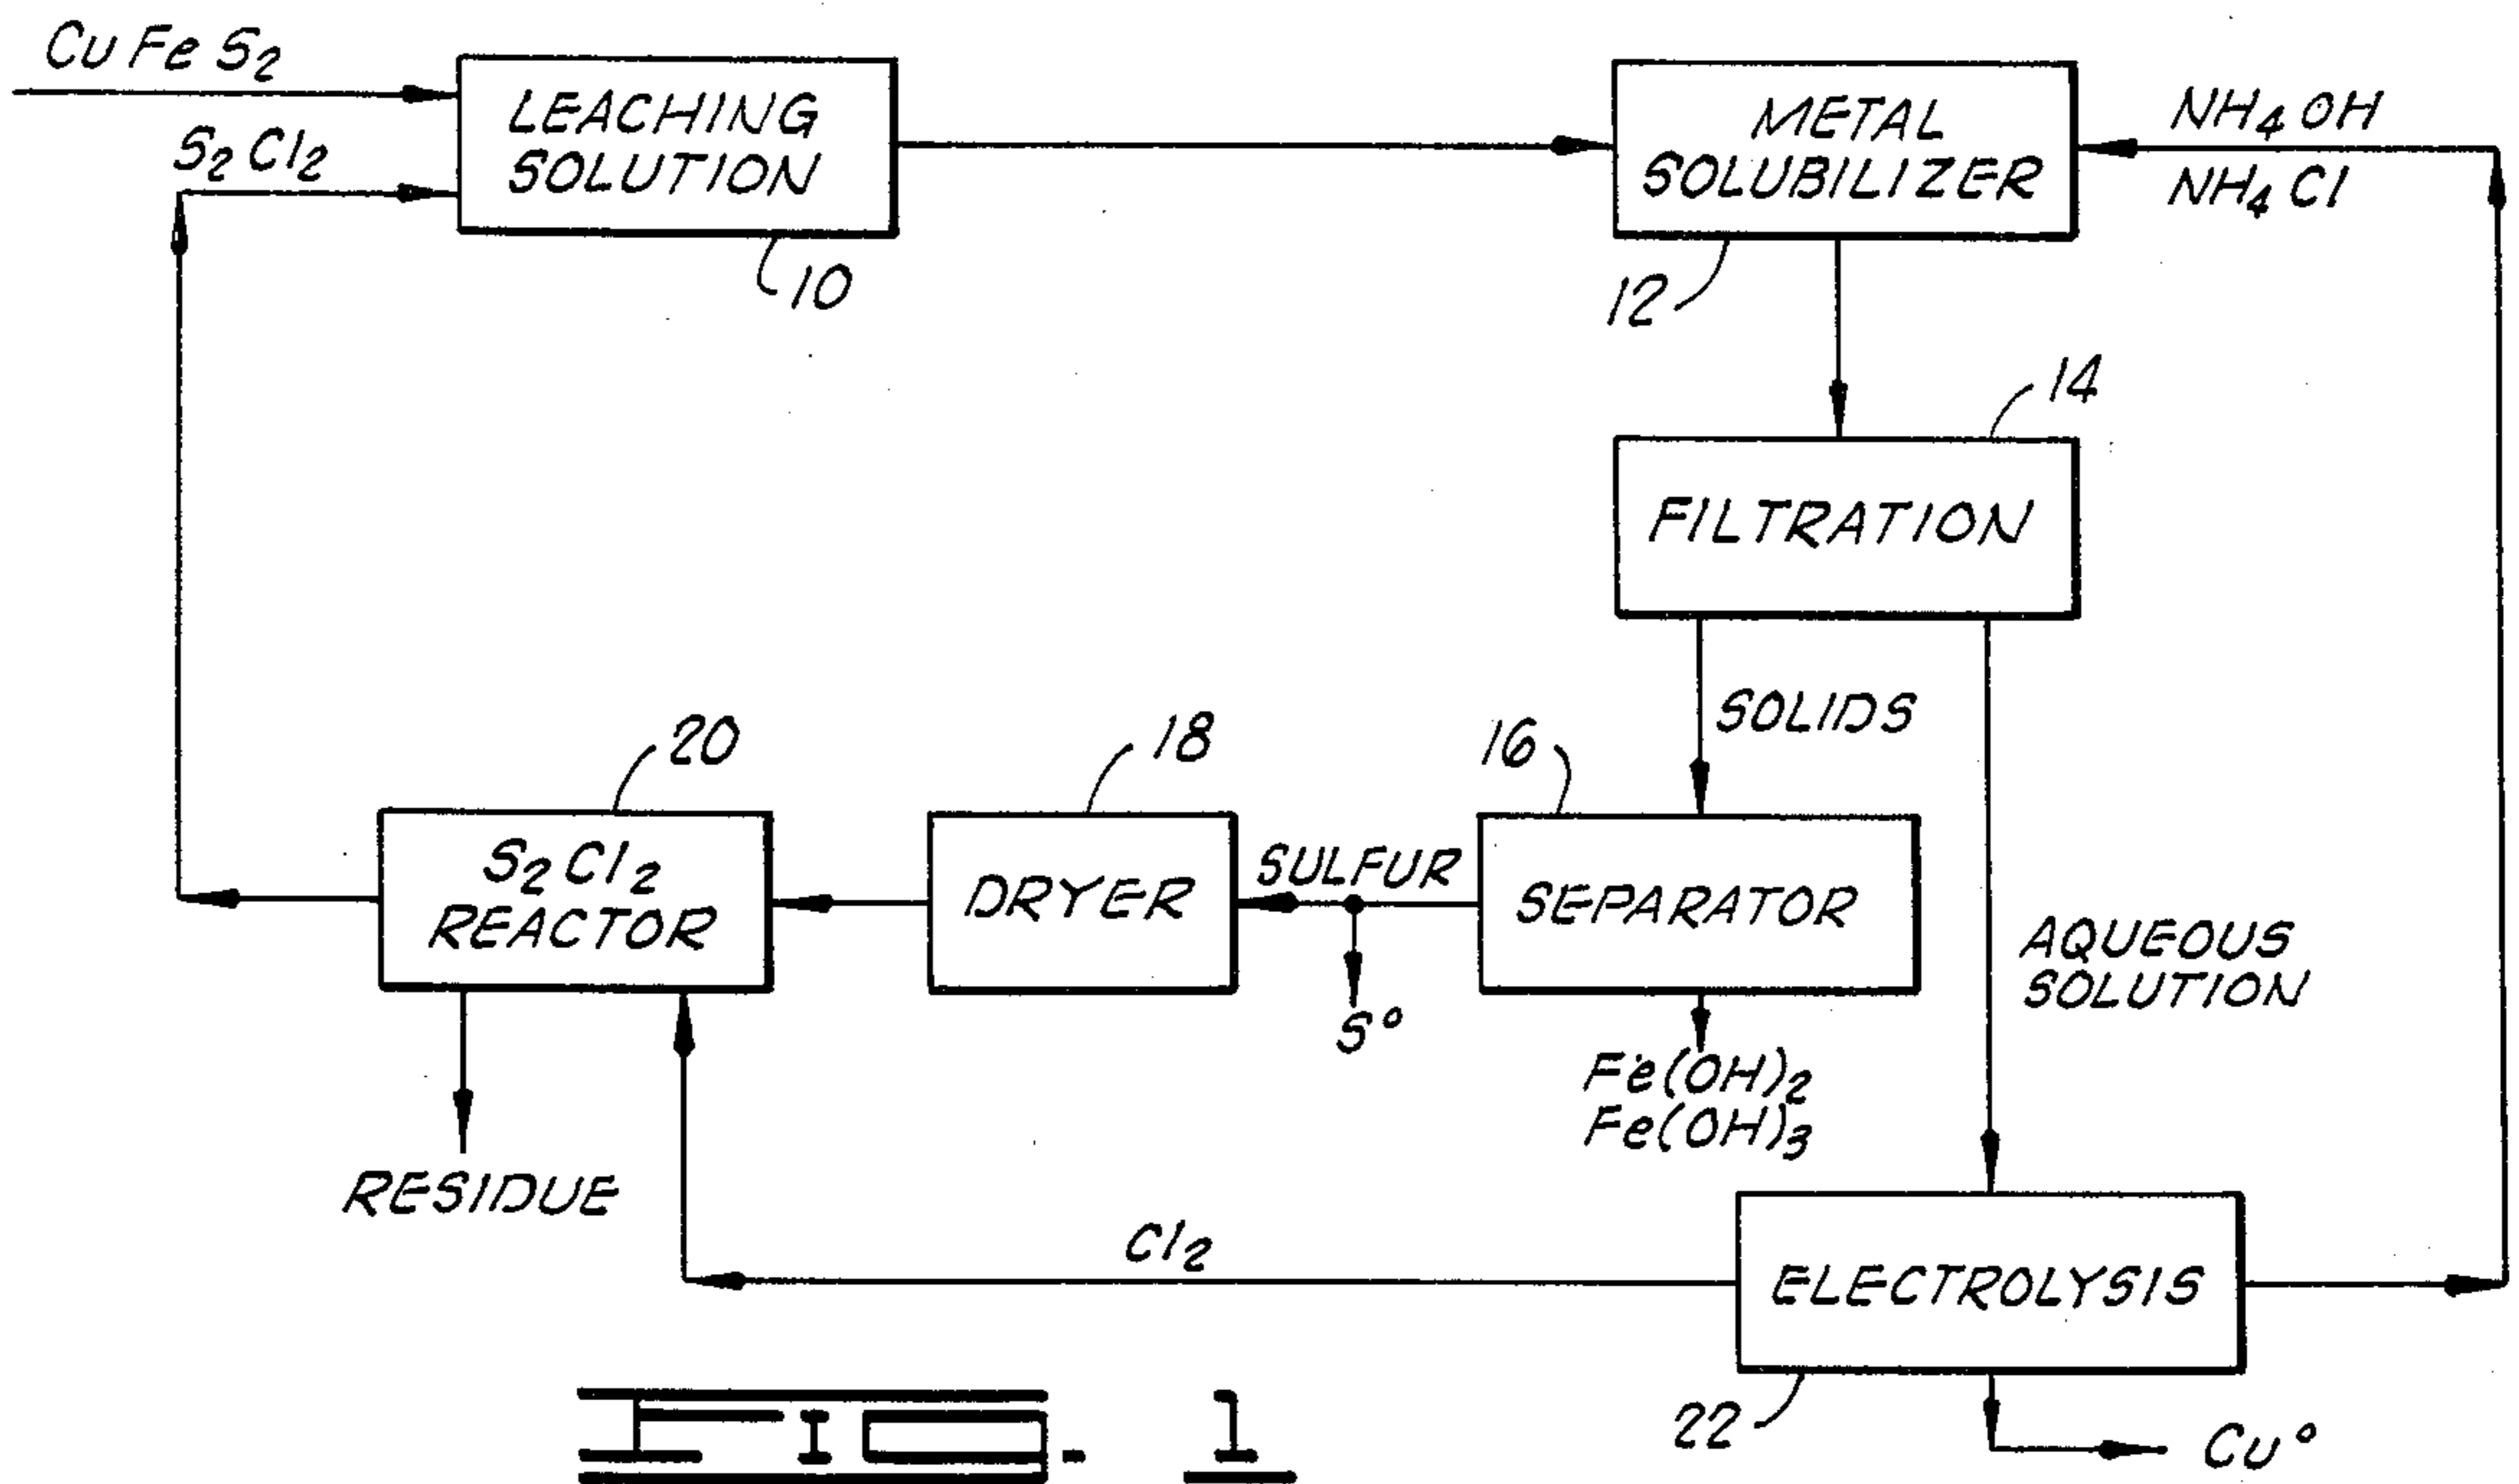 CuFeS₂
S₂Cl₂
LEACHING
SOLUTION
10
METAL
SOLUBILIZER
12
NH₄OH
NH₄Cl
14
FILTRATION
SOLIDS
AQUEOUS
SOLUTION
20
S₂Cl₂
REACTOR
18
DRYER
SULFUR
S°
16
SEPARATOR
Fe(OH)₂
Fe(OH)₃
RESIDUE
Cl₂
ELECTROLYSIS
22
Cu°
FIG. 1